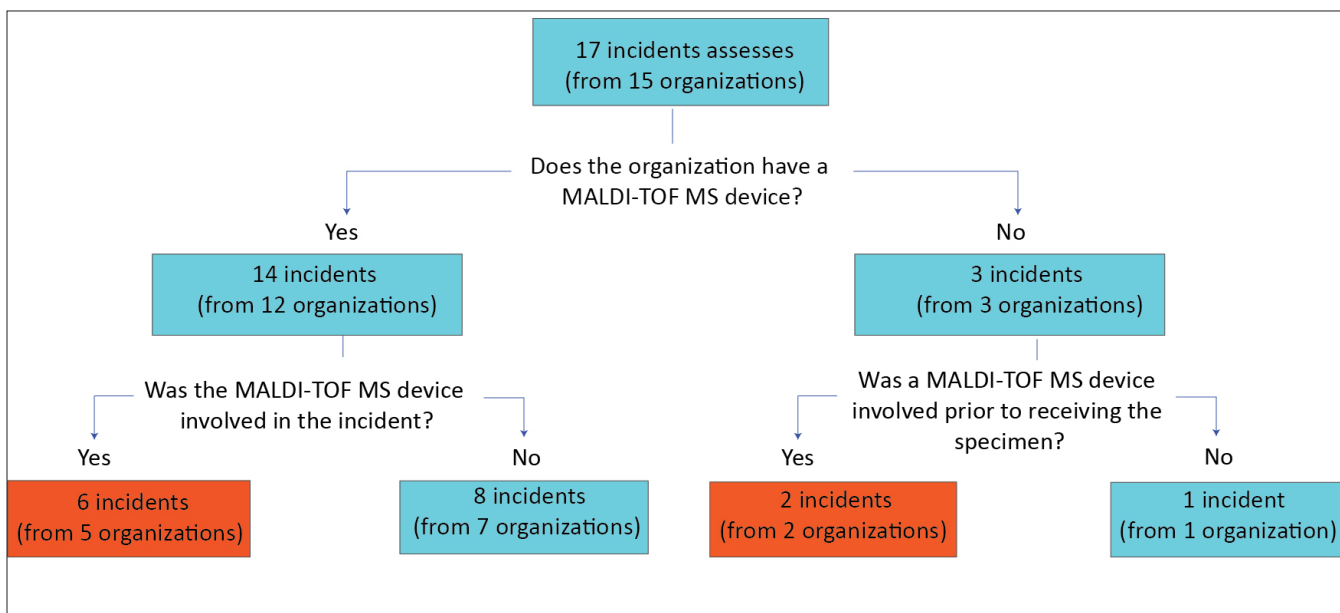 17 incidents assesses
(from 15 organizations)
Does the organization have a
MALDI-TOF MS device?
Yes
No
14 incidents
(from 12 organizations)
3 incidents
(from 3 organizations)
Was the MALDI-TOF MS device
involved in the incident?
Was a MALDI-TOF MS device
involved prior to receiving the
specimen?
Yes
No
Yes
No
6 incidents
(from 5 organizations)
8 incidents
(from 7 organizations)
2 incidents
(from 2 organizations)
1 incident
(from 1 organization)